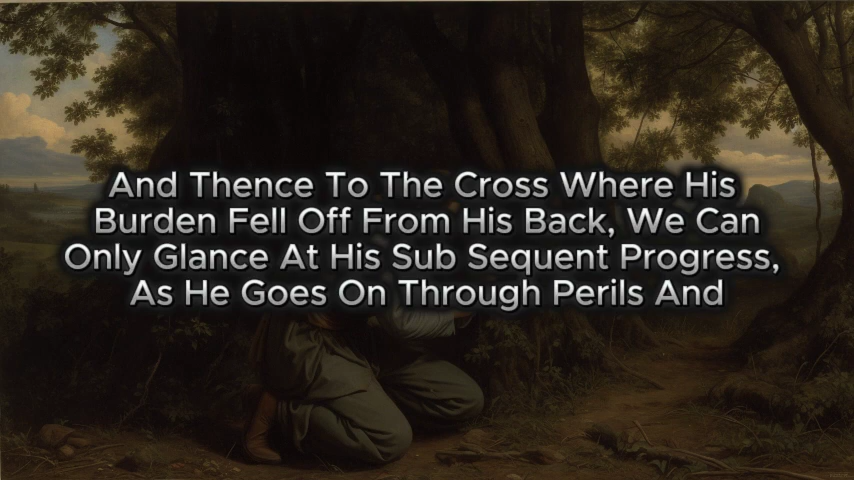 And Thence To The Cross Where His
Burden Fell Off From His Back, We Can
Only Glance At His Sub Sequent Progress,
As He Goes On Through Perils And